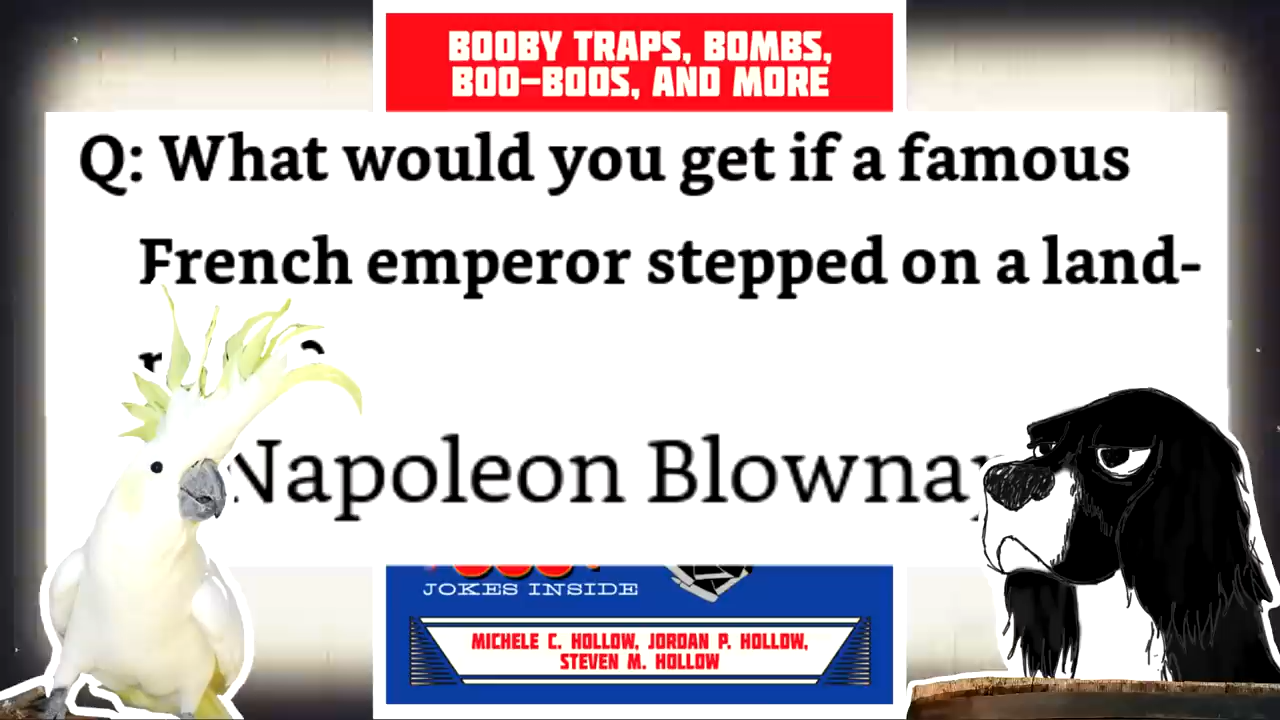 BOOBY TRAPS, BOMBS,
BOO-BOOS, AND MORE
Q: What would you get if a famous
French emperor stepped on a land-
Napoleon
JOKES INSIDE
MICHELE C. HOLLOW, JORDAN P. HOLLOW,
STEVEN M. HOLLOW